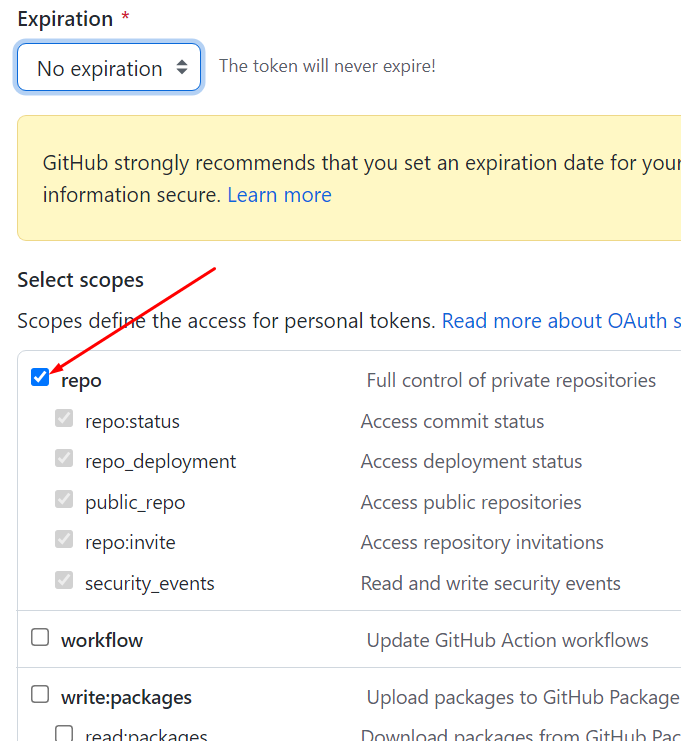 Expiration *
No expiration The token will never expire!
GitHub strongly recommends that you set an expiration date for your
information secure. Learn more
Select scopes
Scopes define the access for personal tokens. Read more about OAuth s
repo Full control of private repositories
repo:status Access commit status
repo_deployment Access deployment status
public_repo Access public repositories
repo:invite Access repository invitations
security_events Read and write security events
workflow Update GitHub Action workflows
write:packages Upload packages to GitHub Package
read:packages Download packages from GitHub Pac